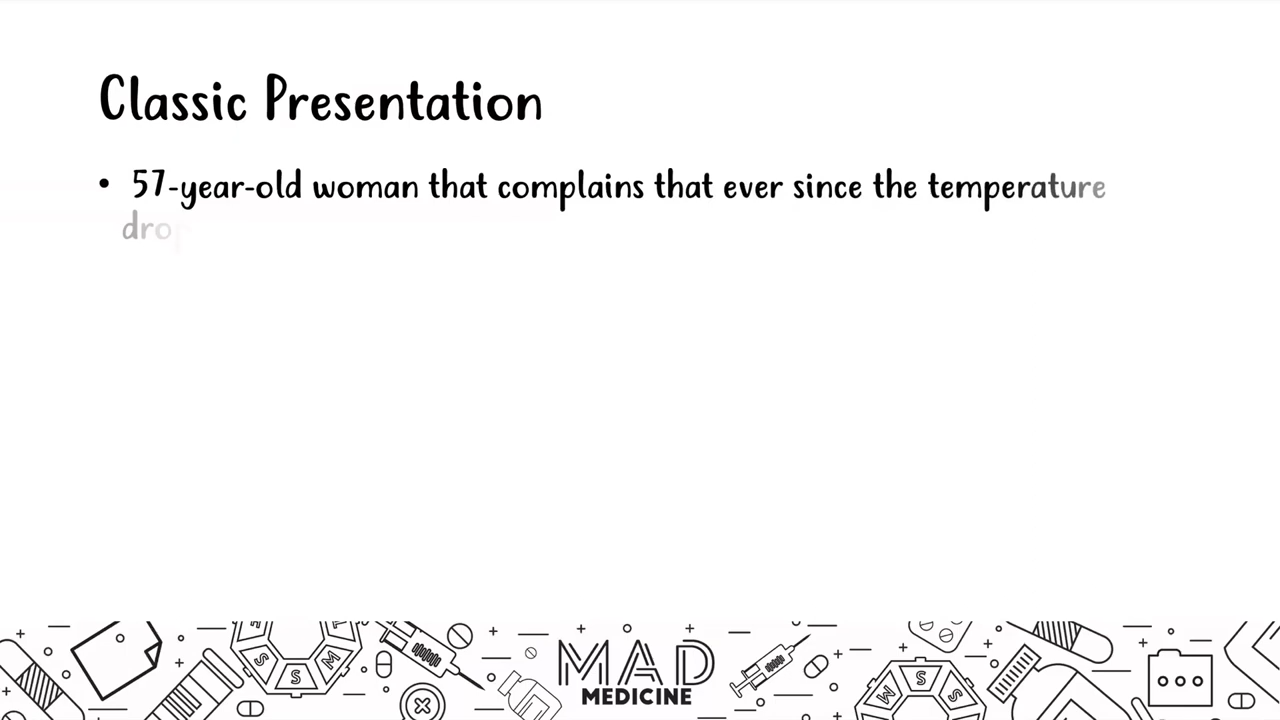 Classic Presentation
• 57-year-old woman that complains that ever since the temperature
MAD
MEDICINE